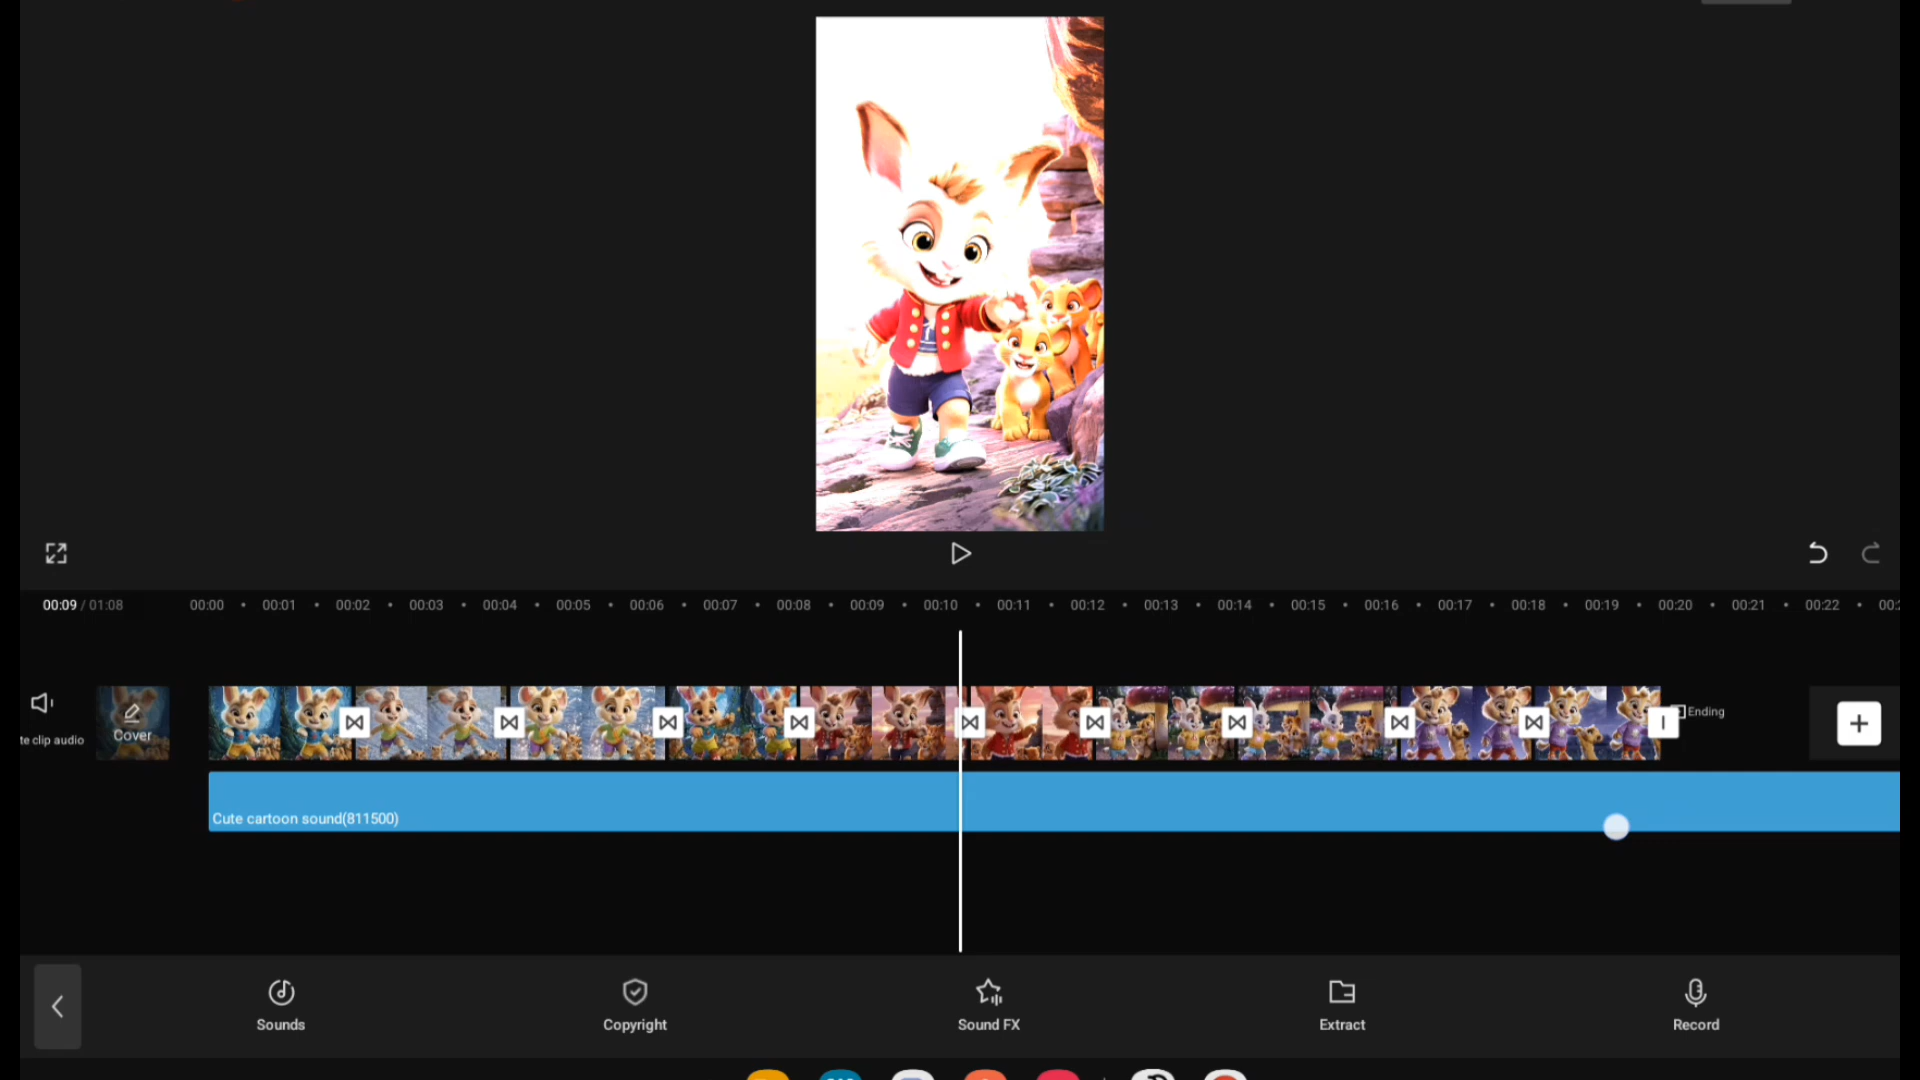 00:09 / 01:08
00:00 00:01 00:02 00:03 00:04 00:05 00:06 00:07 00:08 00:09 00:10 00:11 00:12 00:13 00:14 00:15 00:16 00:17 00:18 00:19 00:20 00:21 00:22
te clip audio
Cover
Ending
Cute cartoon sound(811500)
Sounds
Copyright
Sound FX
Extract
Record